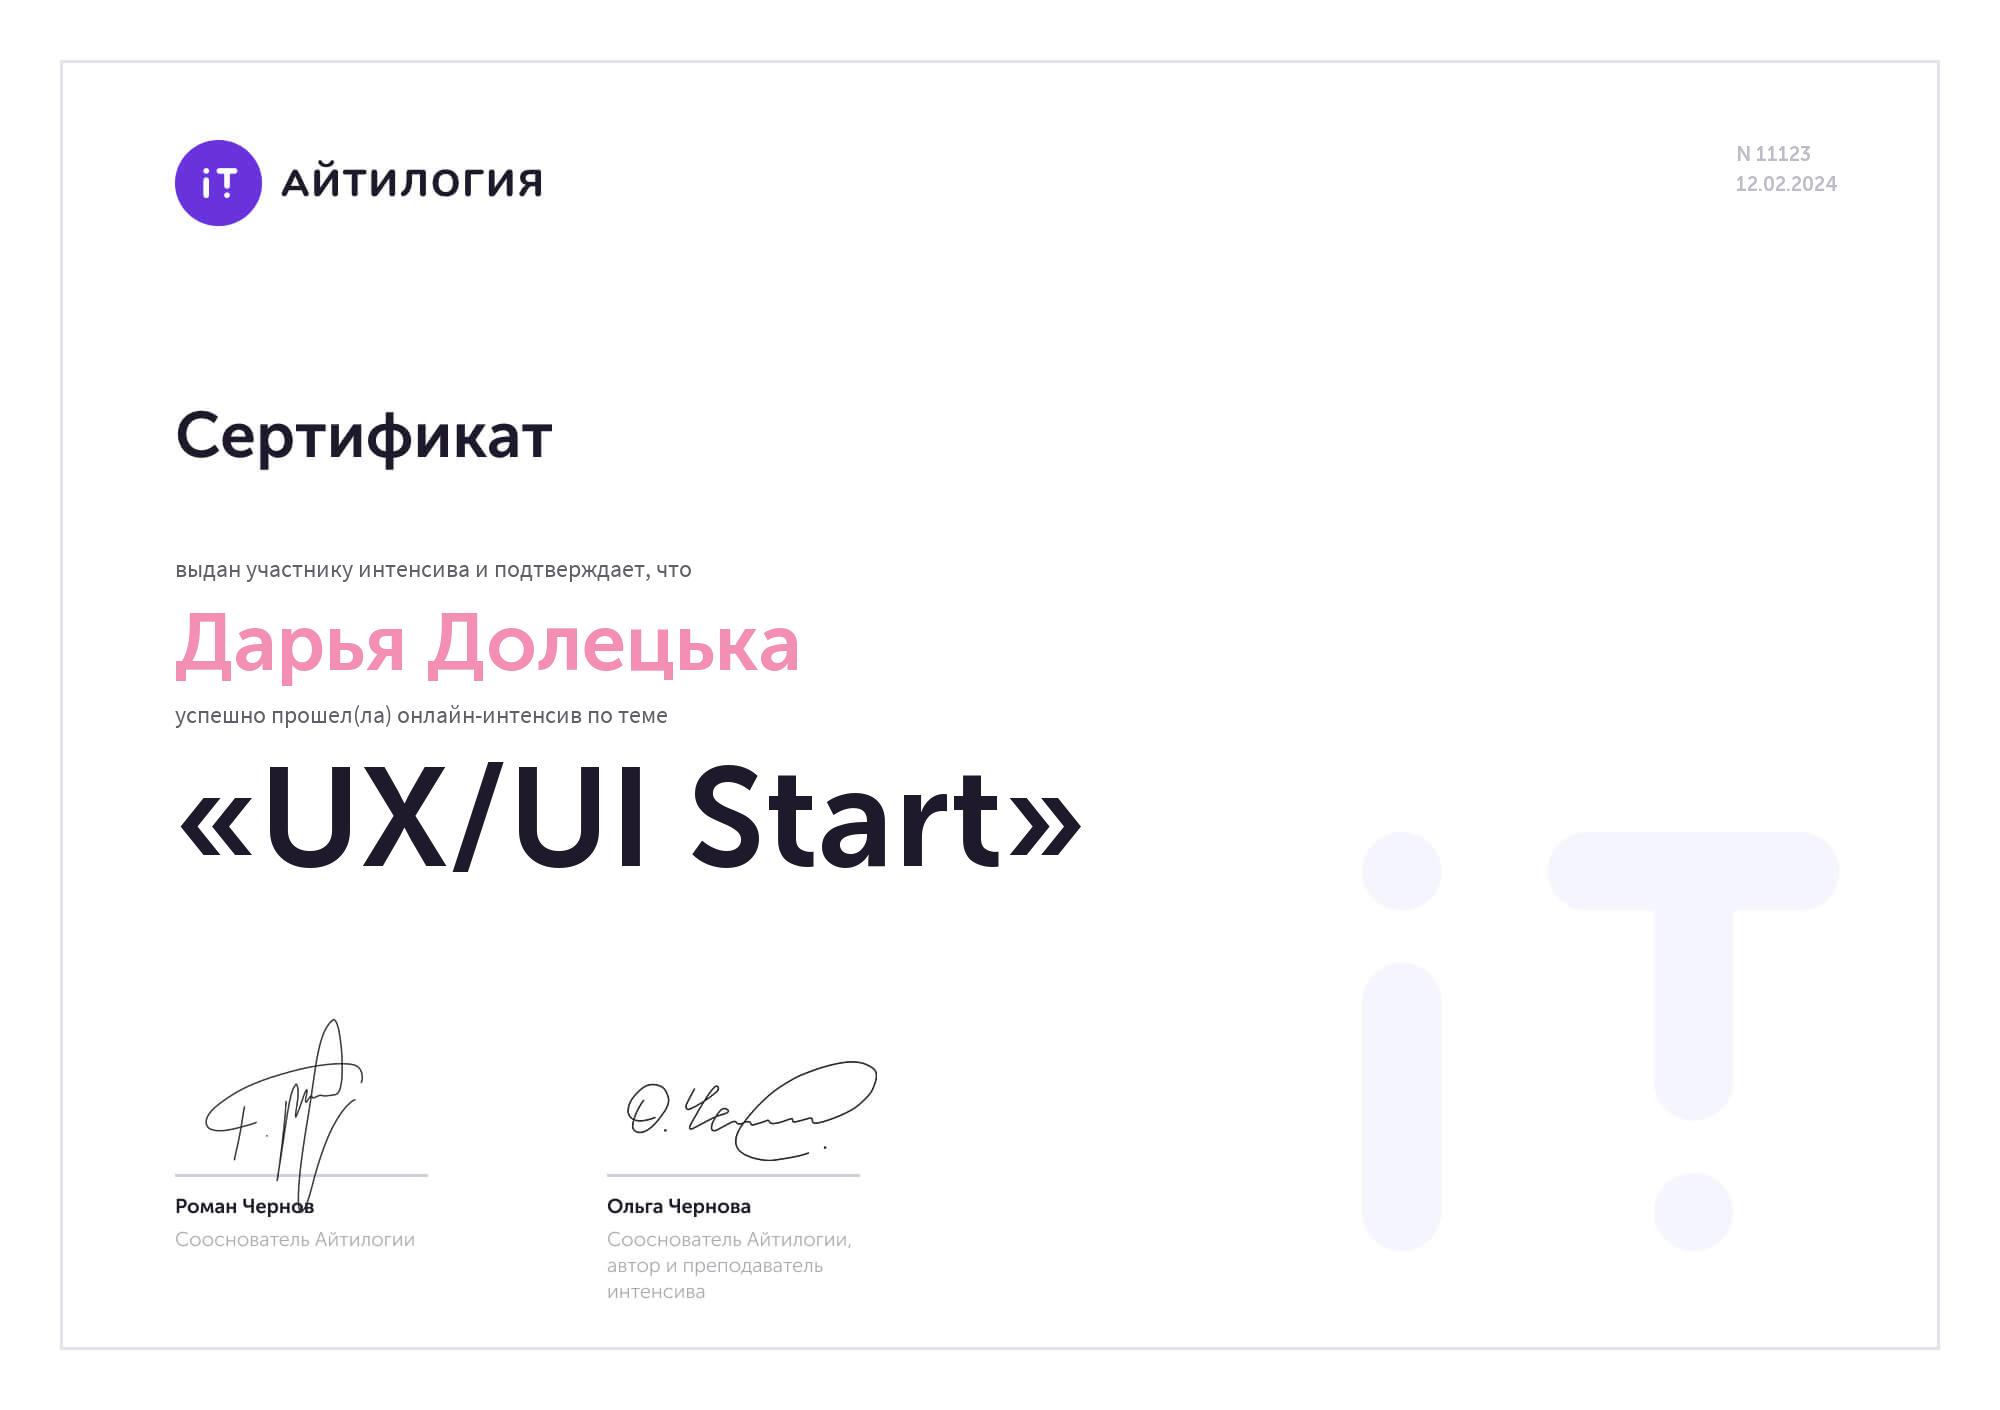 iT АЙТИЛОГИЯ
N 11123
12.02.2024
Сертификат
выдан участнику интенсива и подтверждает, что
Дарья Долецька
успешно прошел(ла) онлайн-интенсив по теме
«UX/UI Start»
Роман Чернов
Сооснователь Айтилогии
О. Че
Ольга Чернова
Сооснователь Айтилогии,
автор и преподаватель
интенсива
iT